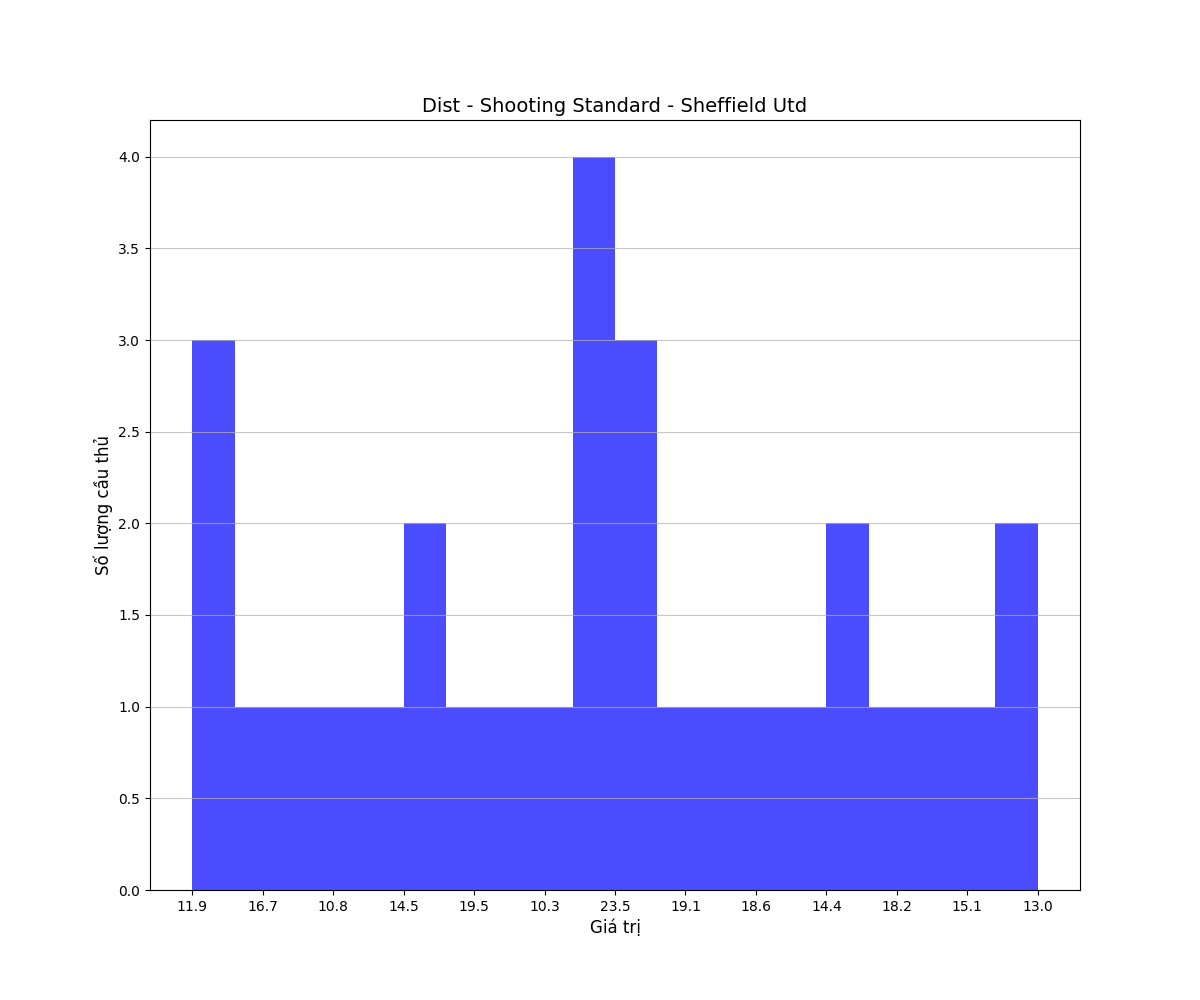 Dist - Shooting Standard - Sheffield Utd
4.0
3.5
3.0
2.5
2.0
1.5
1.0
0.5
0.0
Số lượng cầu thủ
11.9 16.7 10.8 14.5 19.5 10.3 23.5 19.1 18.6 14.4 18.2 15.1 13.0
Giá trị